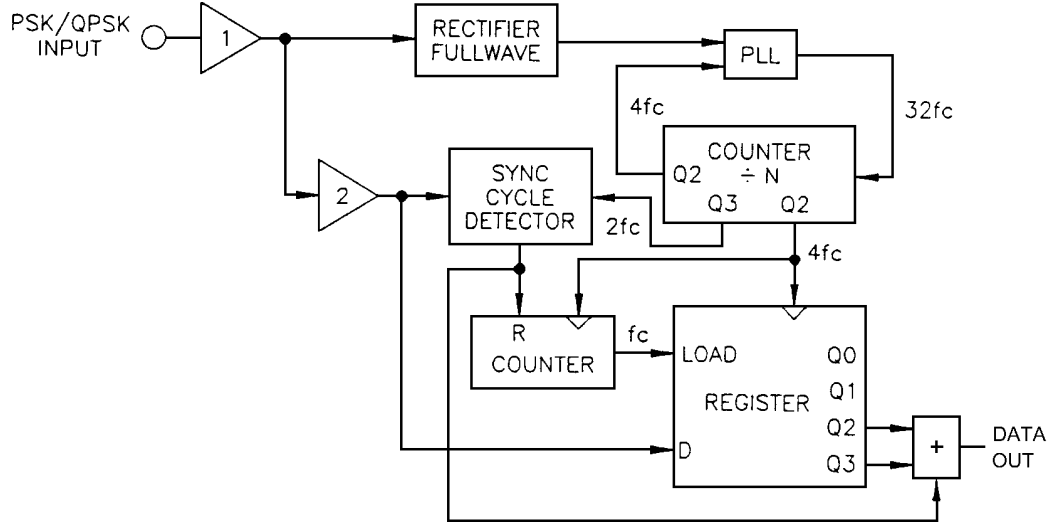 PSK/QPSK
INPUT
1
RECTIFIER
FULLWAVE
PLL
4fc
32fc
COUNTER
÷ N
Q2
Q3 Q2
2
SYNC
CYCLE
DETECTOR
2fc
4fc
R
COUNTER
fc
LOAD
REGISTER
D
Q0
Q1
Q2
Q3
+
DATA
OUT